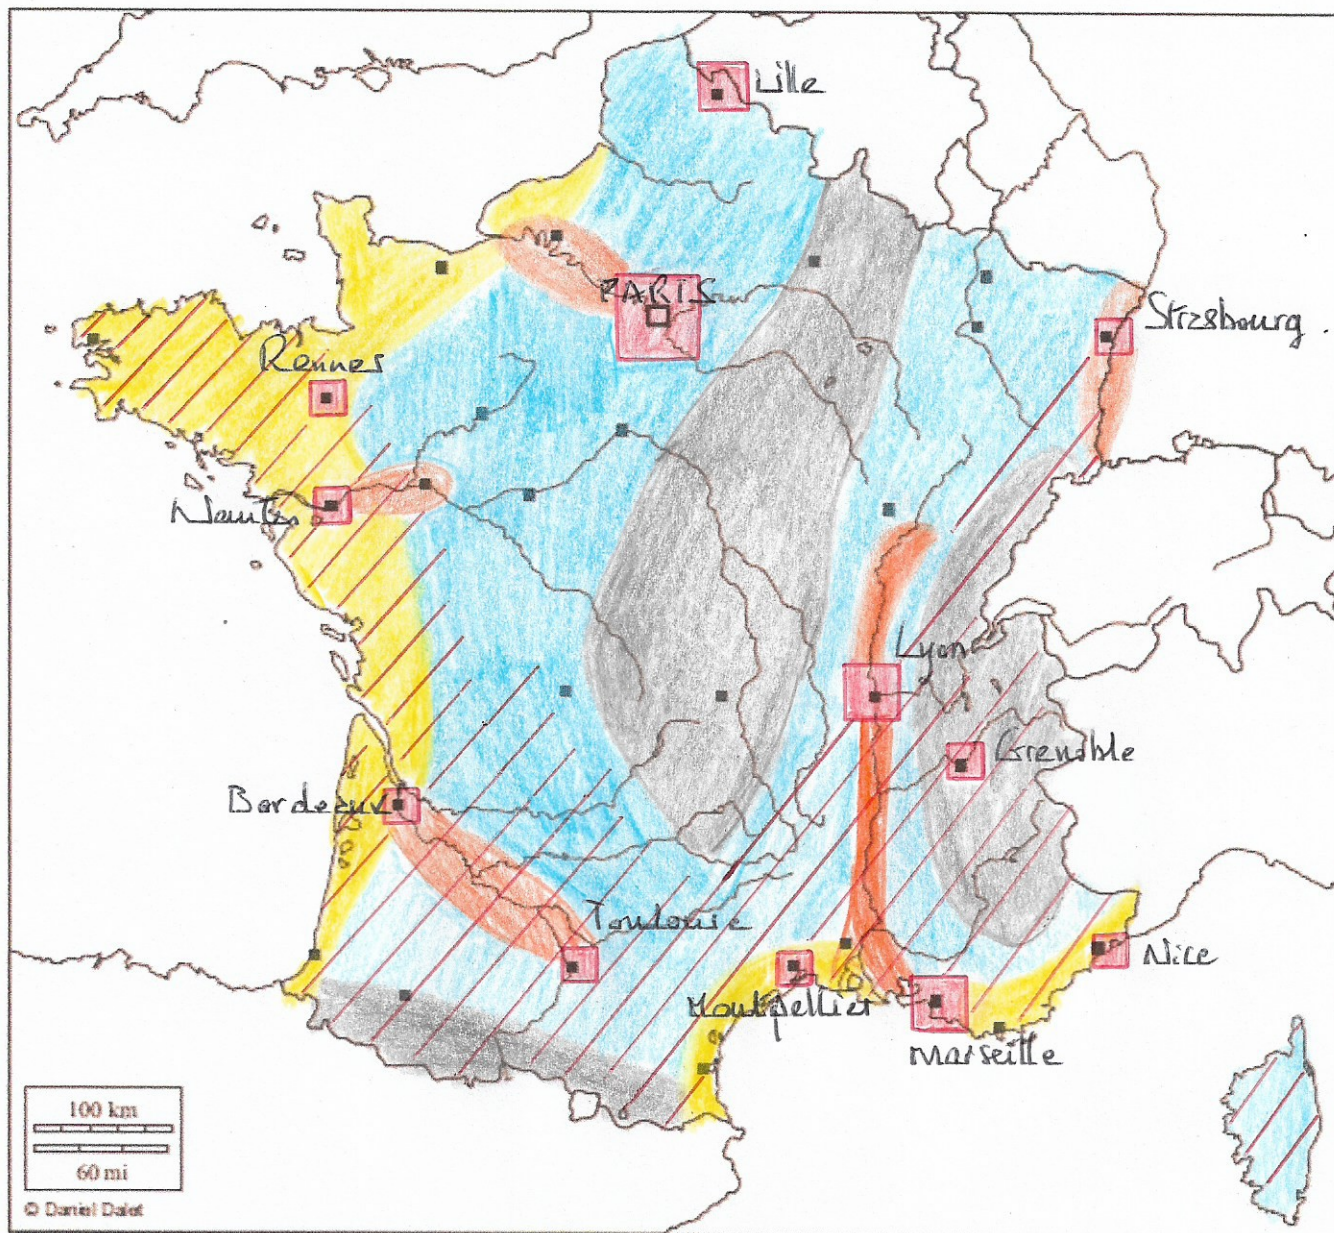 Lille
PARIS
Strasbourg
Rennes
Nantes
Lyon
Grenoble
Bordeaux
Toulouse
Nice
Montpellier
Marseille
100 km
60 mi
© Daniel Dalet